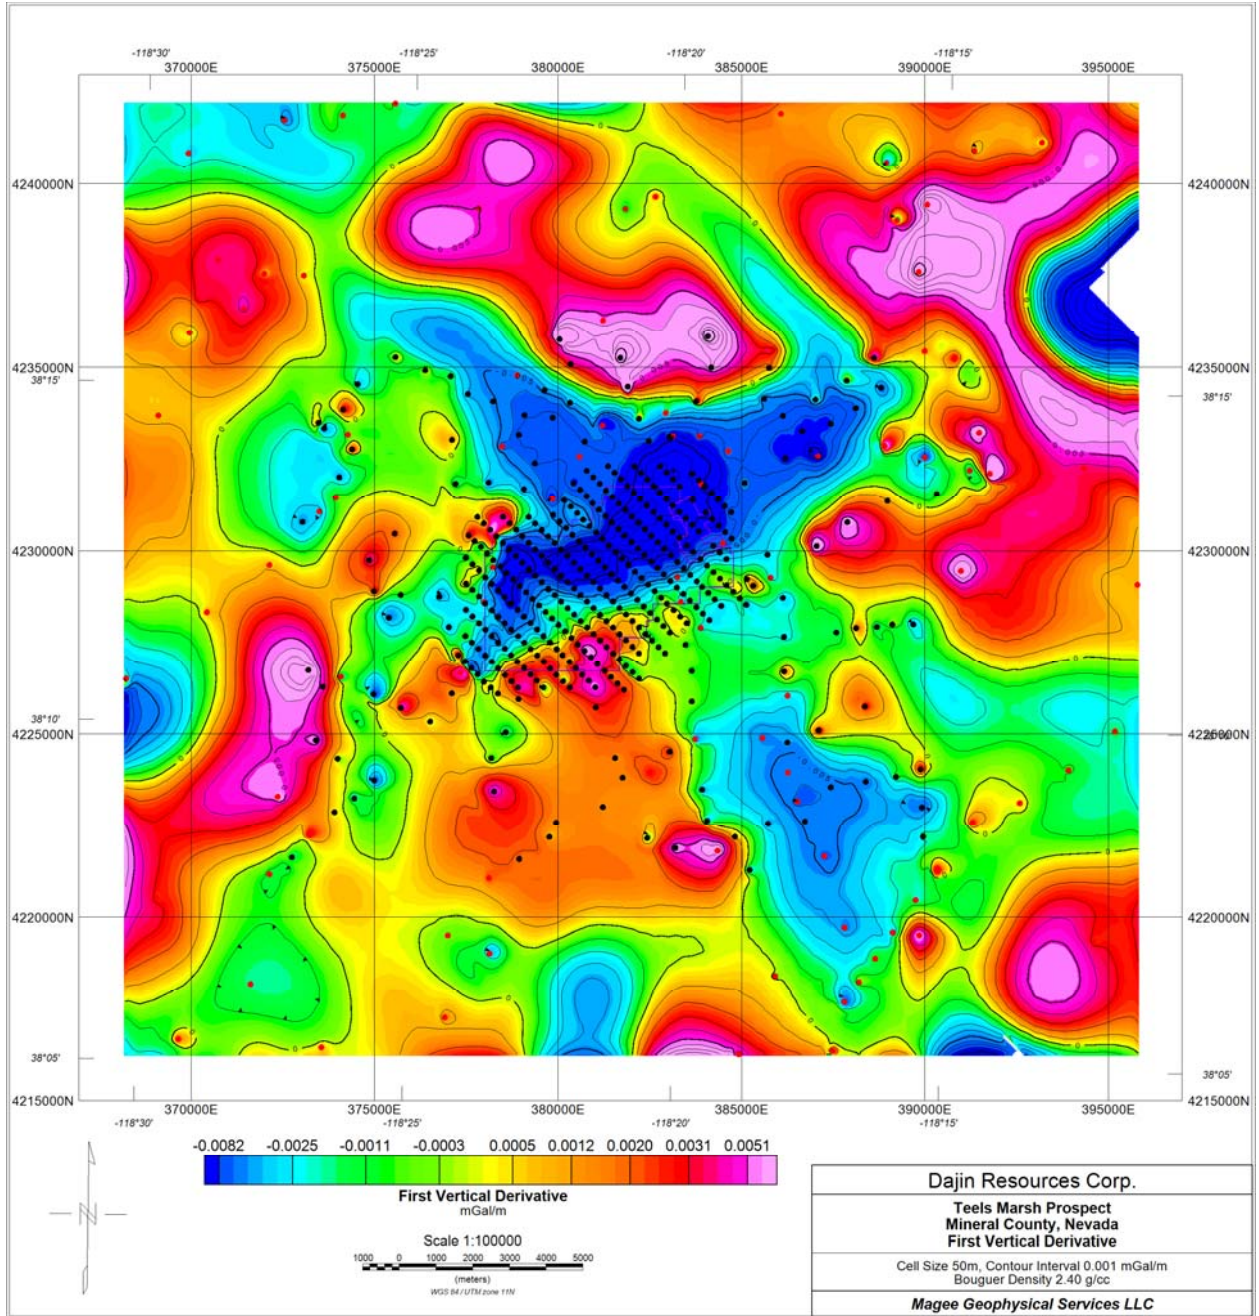 -118°30' -118°25' -118°20' -118°15'
370000E 375000E 380000E 385000E 390000E 395000E
4240000N 4240000N
4235000N 4235000N
38°15' 38°15'
4230000N 4230000N
4225000N 4225000N
38°10'
4220000N 4220000N
38°05' 38°05'
4215000N 4215000N
370000E 375000E 380000E 385000E 390000E 395000E
-118°30' -118°25' -118°20' -118°15'
-0.0082 -0.0025 -0.0011 -0.0003 0.0005 0.0012 0.0020 0.0031 0.0051
First Vertical Derivative
mGal/m
Scale 1:100000
1000 0 1000 2000 3000 4000 5000
(meters)
WGS 84 / UTM zone 11N
N
Dajin Resources Corp.
Teels Marsh Prospect
Mineral County, Nevada
First Vertical Derivative
Cell Size 50m, Contour Interval 0.001 mGal/m
Bouguer Density 2.40 g/cc
Magee Geophysical Services LLC